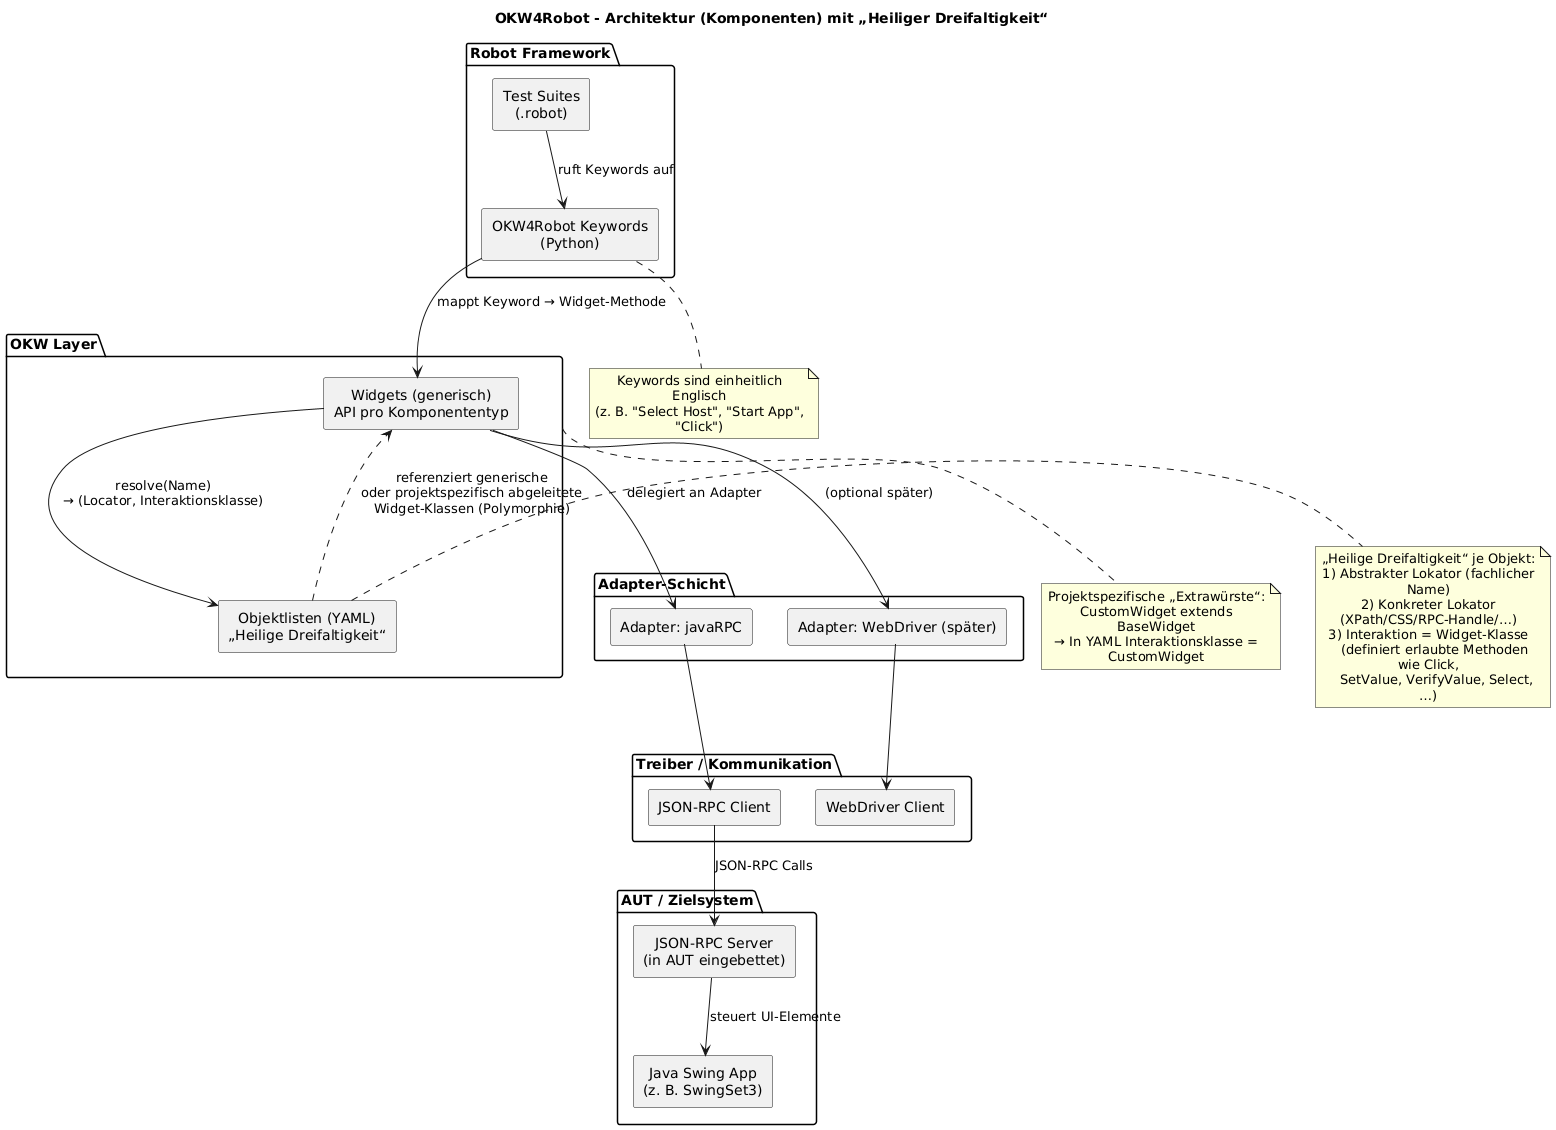 OKW4Robot - Architektur (Komponenten) mit „Heiliger Dreifaltigkeit“
Robot Framework
Test Suites
(.robot)
ruft Keywords auf
OKW4Robot Keywords
(Python)
mappt Keyword → Widget-Methode
OKW Layer
Widgets (generisch)
API pro Komponententyp
Keywords sind einheitlich
Englisch
(z. B. "Select Host", "Start App",
"Click")
resolve(Name)
→ (Locator, Interaktionsklasse)
referenziert generische
oder projektspezifisch abgeleitete
Widget-Klassen (Polymorphie)
delegiert an Adapter
(optional später)
Objektlisten (YAML)
„Heilige Dreifaltigkeit“
Adapter-Schicht
Adapter: javaRPC
Adapter: WebDriver (später)
Projektspezifische „Extrawürste“:
CustomWidget extends
BaseWidget
→ In YAML Interaktionsklasse =
CustomWidget
„Heilige Dreifaltigkeit“ je Objekt:
1) Abstrakter Lokator (fachlicher
Name)
2) Konkreter Lokator
(XPath/CSS/RPC-Handle/...)
3) Interaktion = Widget-Klasse
(definiert erlaubte Methoden
wie Click,
SetValue, VerifyValue, Select,
...)
Treiber / Kommunikation
JSON-RPC Client
WebDriver Client
JSON-RPC Calls
AUT / Zielsystem
JSON-RPC Server
(in AUT eingebettet)
steuert UI-Elemente
Java Swing App
(z. B. SwingSet3)